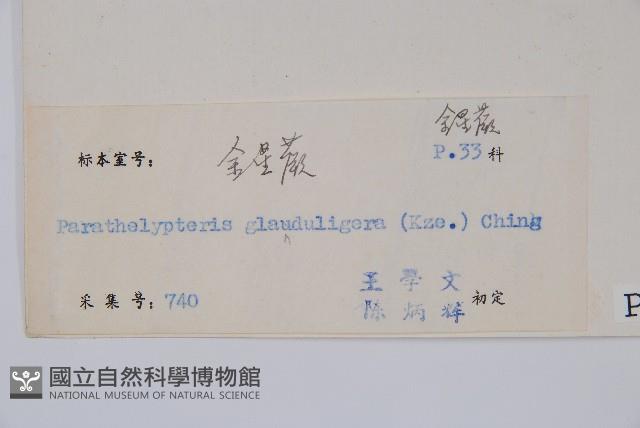 金星蕨
标本室号: 金星蕨 P.33 科
Parathelypteris glauduligera (Kze.) Ching
王學文
采集号: 740 陈炳辉 初定
P
國立自然科學博物館
NATIONAL MUSEUM OF NATURAL SCIENCE